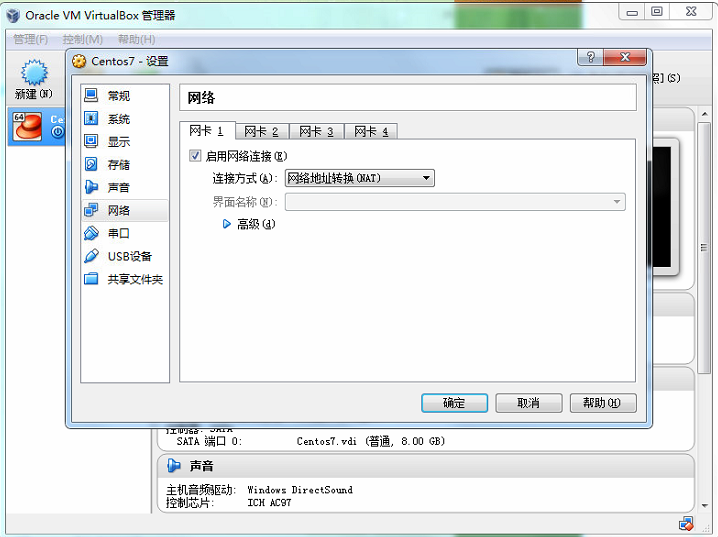 Oracle VM VirtualBox 管理器
管理(F) 控制(M) 帮助(H)
Centos7 - 设置
新建(N)
照](S)
64 Ce
常规
系统
显示
存储
声音
网络
串口
USB设备
共享文件夹
网络
网卡 1 网卡 2 网卡 3 网卡 4
启用网络连接(E)
连接方式(A): 网络地址转换(NAT)
界面名称(N):
高级(d)
确定 取消 帮助(H)
控制器: SATA
SATA 端口 0: Centos7.vdi (普通, 8.00 GB)
声音
主机音频驱动: Windows DirectSound
控制芯片: ICH AC97